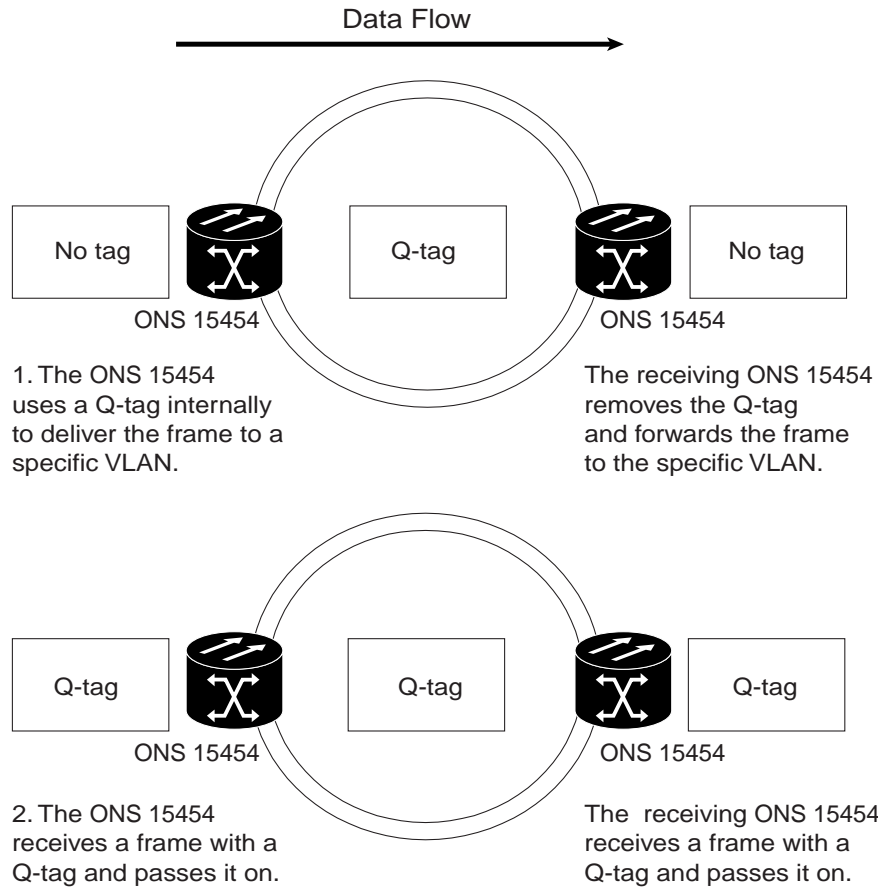 Data Flow
No tag
Q-tag
No tag
ONS 15454
ONS 15454
1. The ONS 15454
uses a Q-tag internally
to deliver the frame to a
specific VLAN.
The receiving ONS 15454
removes the Q-tag
and forwards the frame
to the specific VLAN.
Q-tag
Q-tag
Q-tag
ONS 15454
ONS 15454
2. The ONS 15454
receives a frame with a
Q-tag and passes it on.
The receiving ONS 15454
receives a frame with a
Q-tag and passes it on.